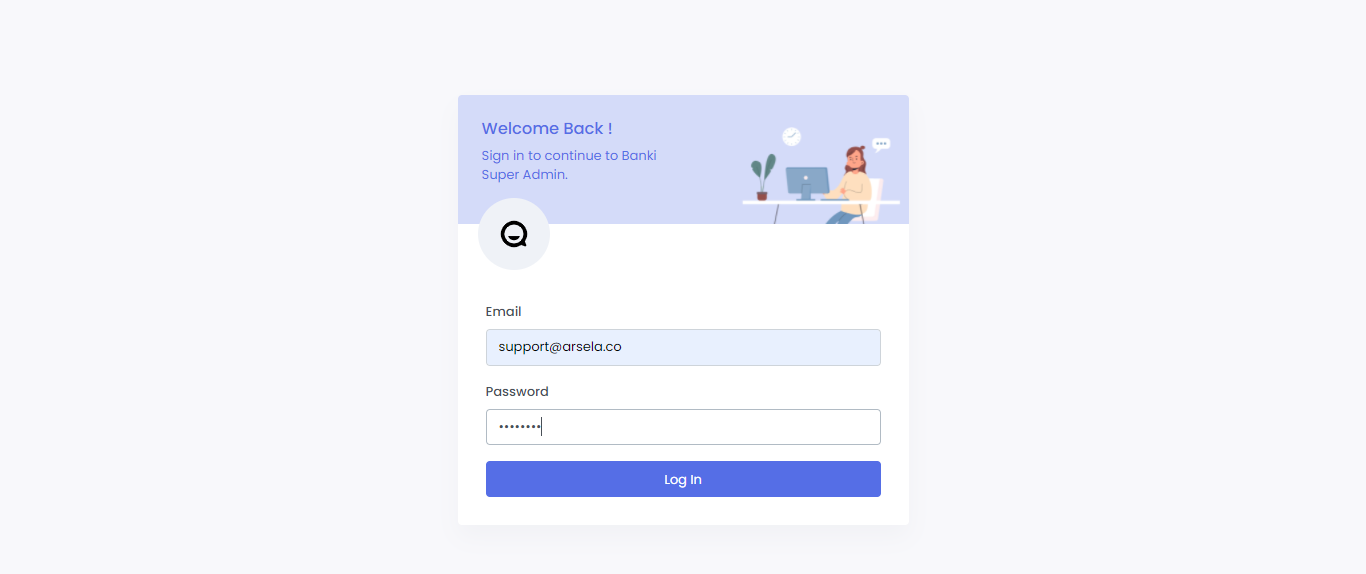 Welcome Back !
Sign in to continue to Banki
Super Admin.
Email
support@arsela.co
Password
••••••••
Log In